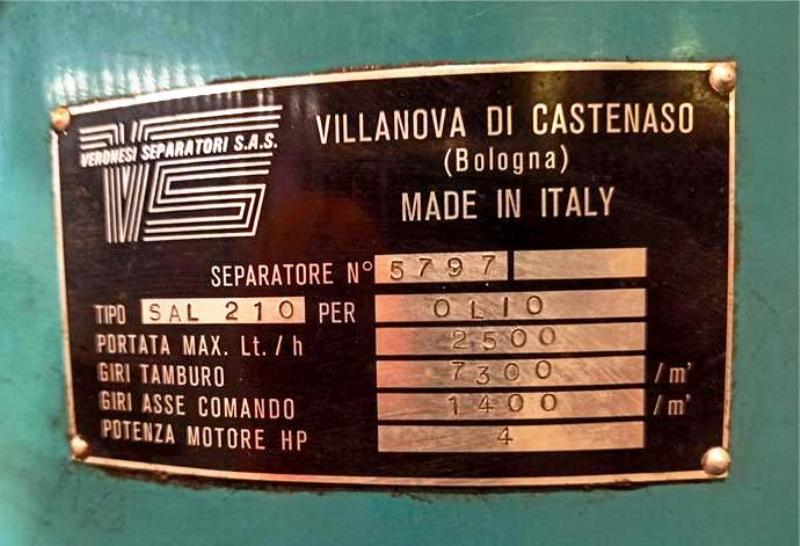 VS
VERONESI SEPARATORI S.A.S.
VILLANOVA DI CASTENASO
(Bologna)
MADE IN ITALY
SEPARATORE N° 5797
TIPO SAL 210 PER OLIO
PORTATA MAX. Lt. / h 2500
GIRI TAMBURO 7300 /m'
GIRI ASSE COMANDO 1400 /m'
POTENZA MOTORE HP 4